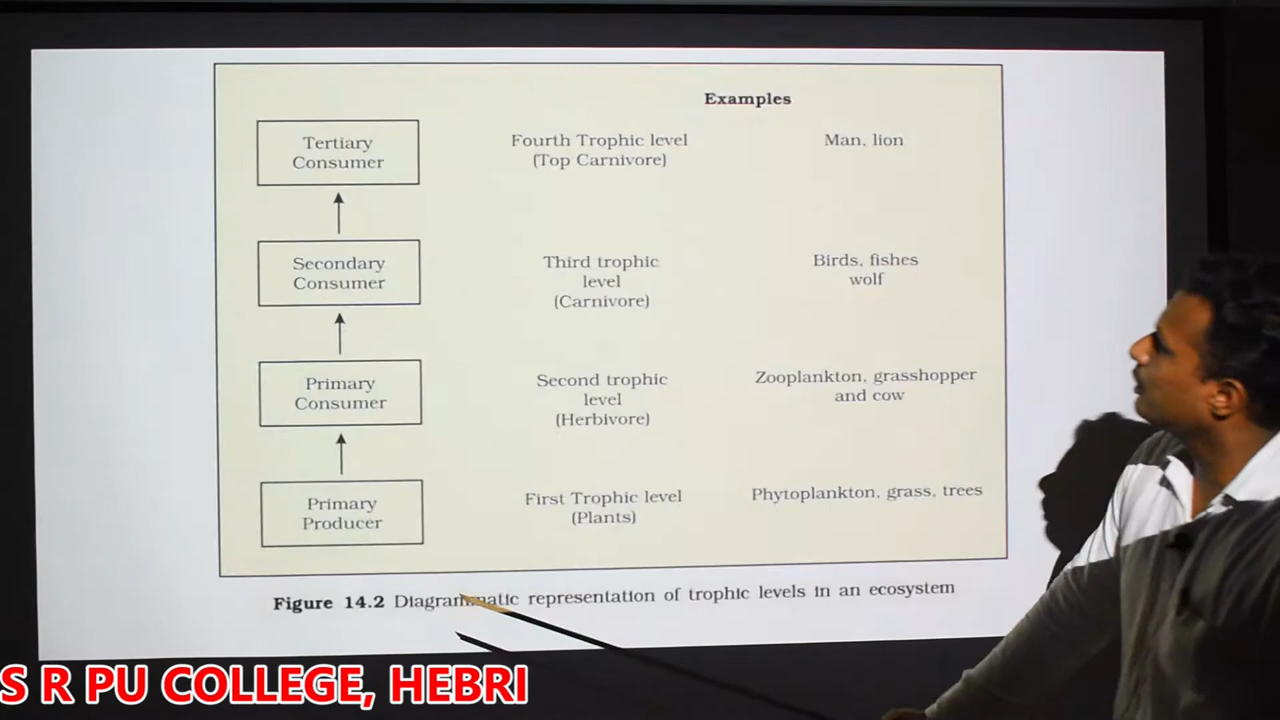 Examples
Tertiary
Consumer
Fourth Trophic level
(Top Carnivore)
Man, lion
Secondary
Consumer
Third trophic
level
(Carnivore)
Birds, fishes
wolf
Primary
Consumer
Second trophic
level
(Herbivore)
Zooplankton, grasshopper
and cow
Primary
Producer
First Trophic level
(Plants)
Phytoplankton, grass, trees
Figure 14.2 Diagrammatic representation of trophic levels in an ecosystem
S R PU COLLEGE, HEBRI